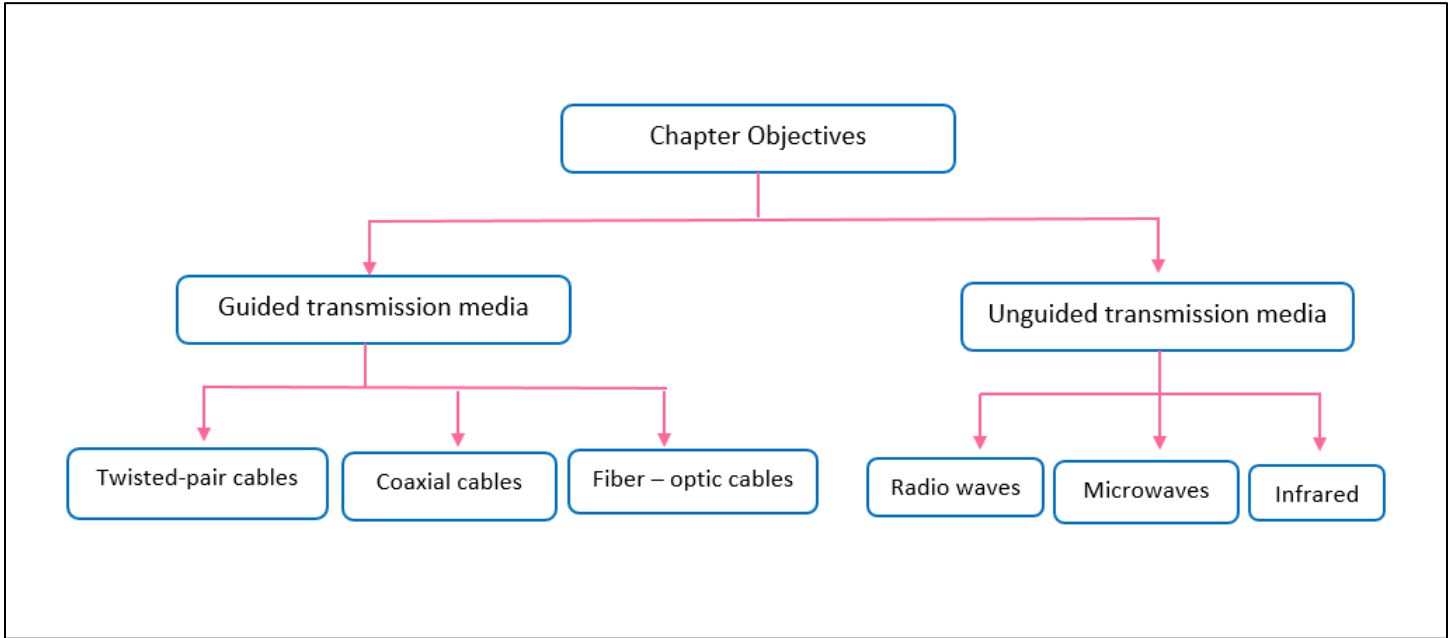 Chapter Objectives
Guided transmission media
Unguided transmission media
Twisted-pair cables
Coaxial cables
Fiber – optic cables
Radio waves
Microwaves
Infrared